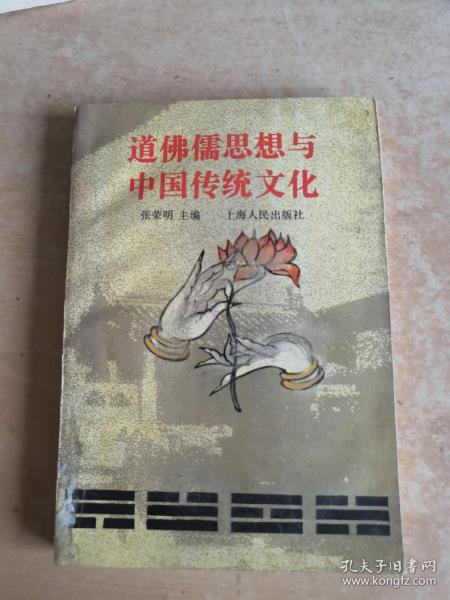 道佛儒思想与
中国传统文化
张荣明 主编 上海人民出版社
孔夫子旧书网
www.kongfz.com